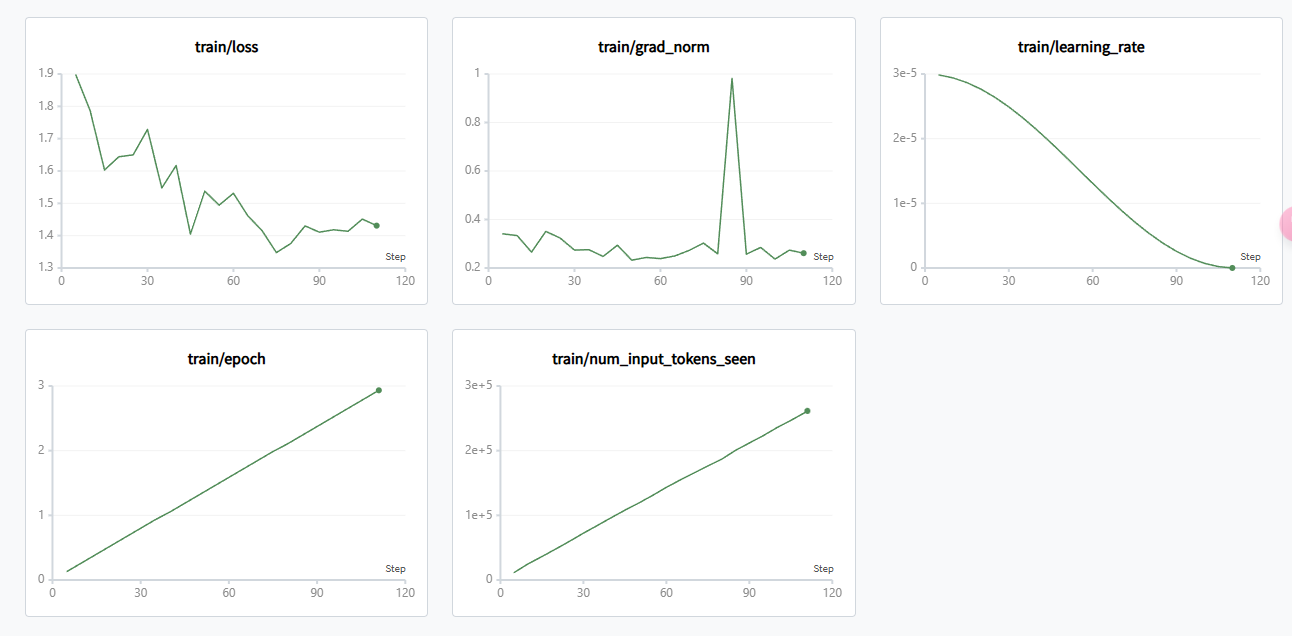 train/loss
1.9
1.8
1.7
1.6
1.5
1.4
1.3
Step
0 30 60 90 120
train/grad_norm
1
0.8
0.6
0.4
0.2
Step
0 30 60 90 120
train/learning_rate
3e-5
2e-5
1e-5
0
Step
0 30 60 90 120
train/epoch
3
2
1
0
Step
0 30 60 90 120
train/num_input_tokens_seen
3e+5
2e+5
1e+5
0
Step
0 30 60 90 120